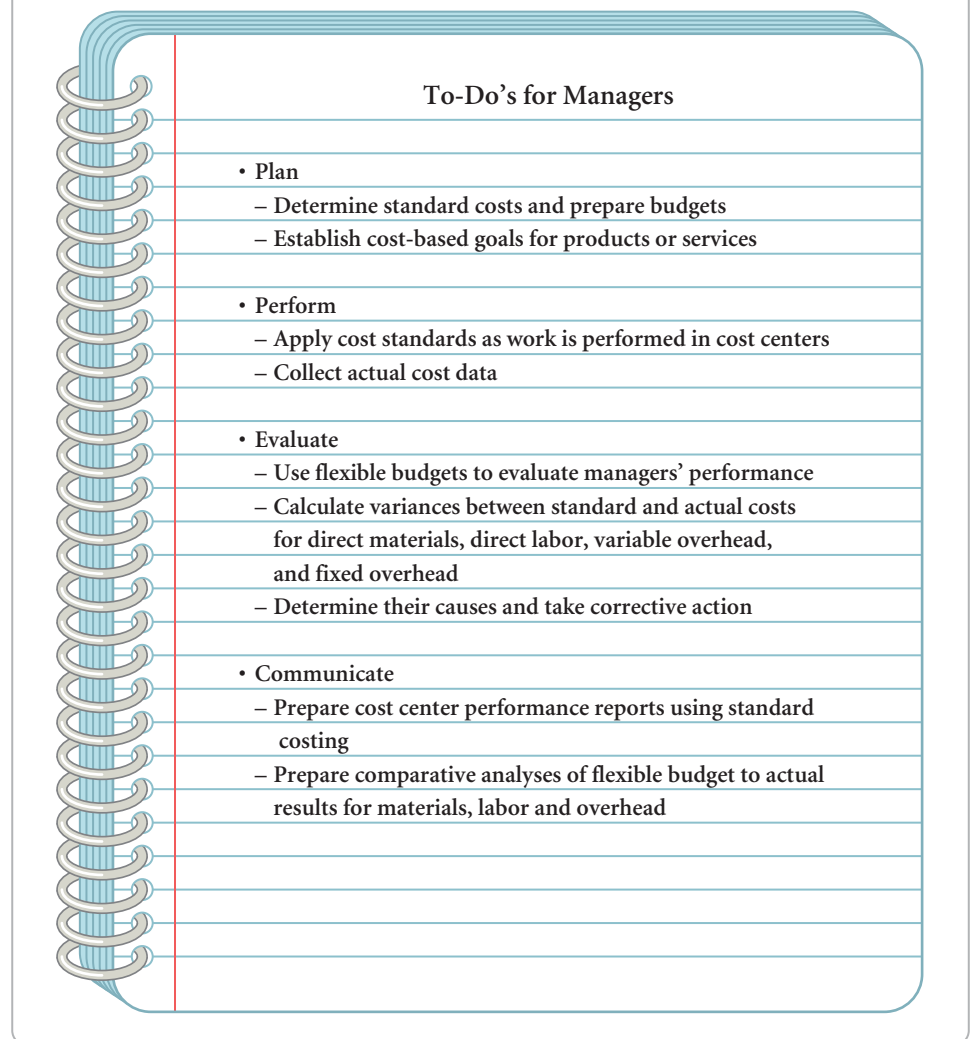 To-Do’s for Managers
• Plan
– Determine standard costs and prepare budgets
– Establish cost-based goals for products or services
• Perform
– Apply cost standards as work is performed in cost centers
– Collect actual cost data
• Evaluate
– Use flexible budgets to evaluate managers’ performance
– Calculate variances between standard and actual costs
for direct materials, direct labor, variable overhead,
and fixed overhead
– Determine their causes and take corrective action
• Communicate
– Prepare cost center performance reports using standard
costing
– Prepare comparative analyses of flexible budget to actual
results for materials, labor and overhead